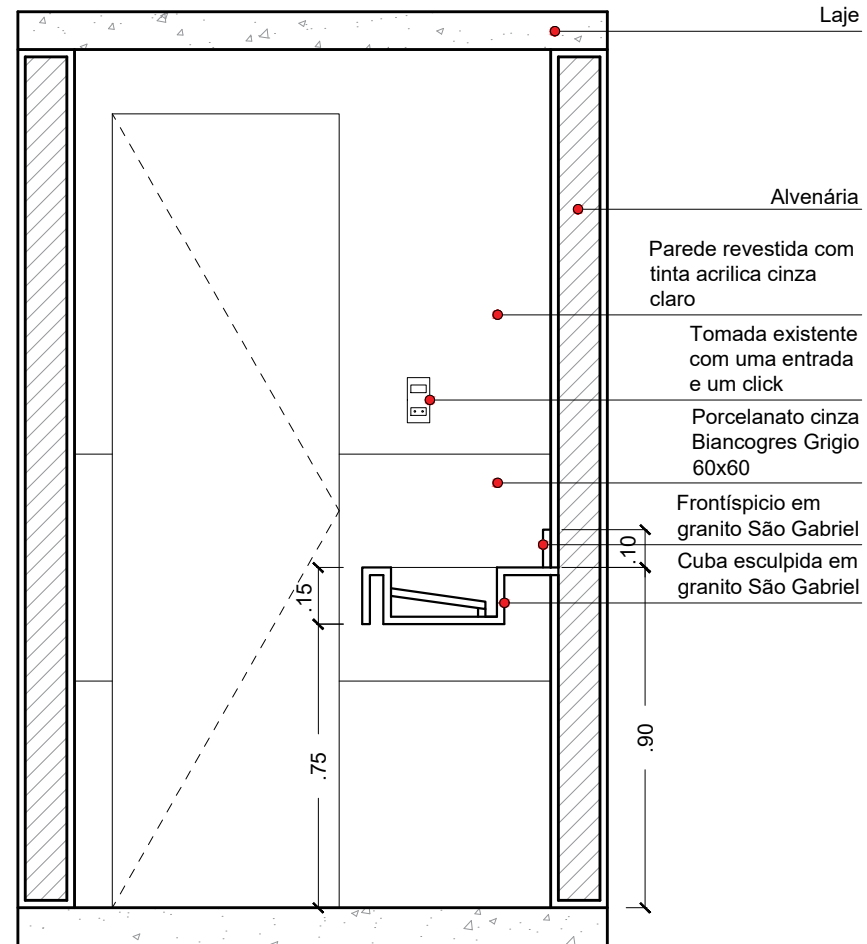 Laje
Alvenária
Parede revestida com
tinta acrilica cinza
claro
Tomada existente
com uma entrada
e um click
Porcelanato cinza
Biancogres Grigio
60x60
Frontíspicio em
granito São Gabriel
Cuba esculpida em
granito São Gabriel
.10
.15
.90
.75